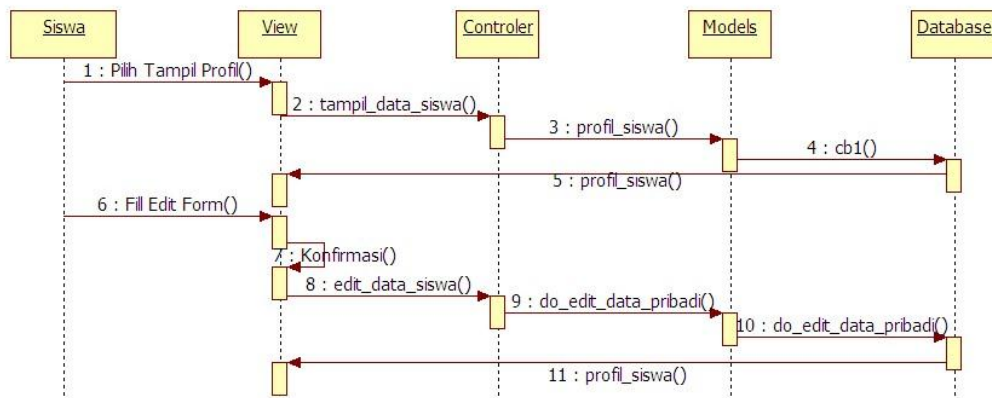 Siswa
View
Controler
Models
Database
1 : Pilih Tampil Profil()
2 : tampil_data_siswa()
3 : profil_siswa()
4 : cb1()
5 : profil_siswa()
6 : Fill Edit Form()
7 : Konfirmasi()
8 : edit_data_siswa()
9 : do_edit_data_pribadi()
10 : do_edit_data_pribadi()
11 : profil_siswa()